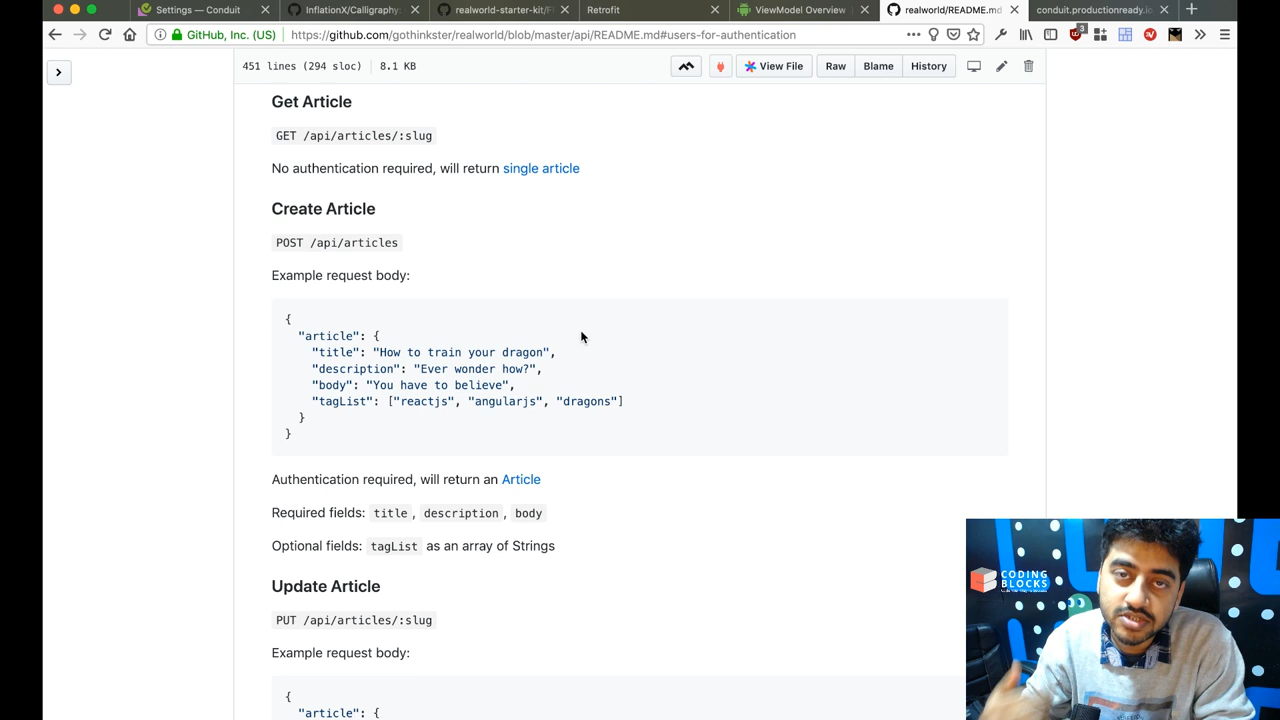 Settings — Conduit
InflationX/Calligraphy:
realworld-starter-kit/F
Retrofit
ViewModel Overview
realworld/README.md
conduit.productionready.io
GitHub, Inc. (US)
https://github.com/gothinkster/realworld/blob/master/api/README.md#users-for-authentication
3
451 lines (294 sloc)
8.1 KB
View File
Raw
Blame
History
Get Article
GET /api/articles/:slug
No authentication required, will return single article
Create Article
POST /api/articles
Example request body:
{
"article": {
"title": "How to train your dragon",
"description": "Ever wonder how?",
"body": "You have to believe",
"tagList": ["reactjs", "angularjs", "dragons"]
}
}
Authentication required, will return an Article
Required fields: title, description, body
Optional fields: tagList as an array of Strings
Update Article
PUT /api/articles/:slug
Example request body:
{
"article": {
CODING
BLOCKS